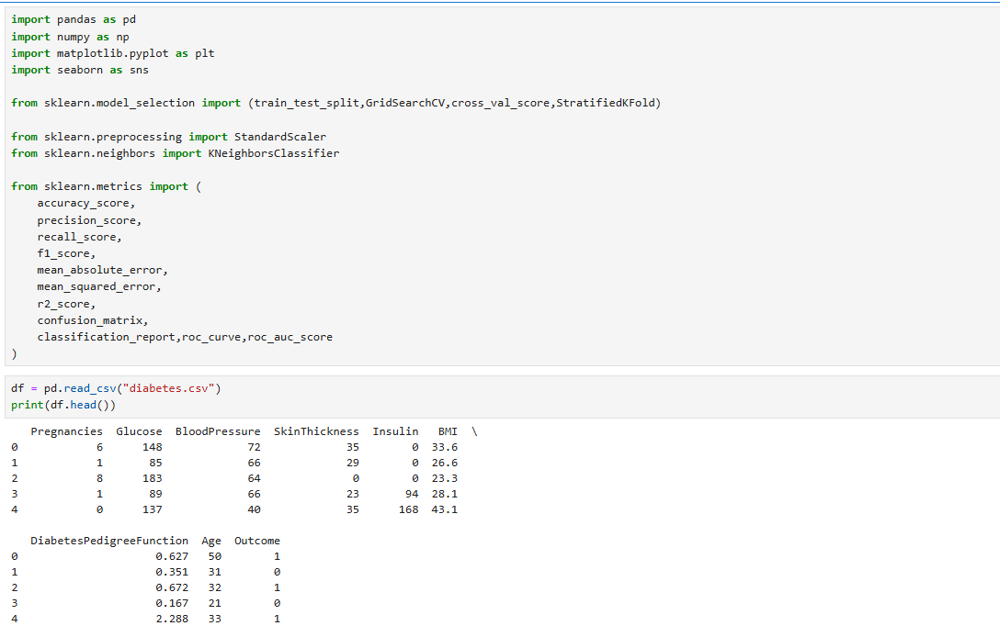 import pandas as pd
import numpy as np
import matplotlib.pyplot as plt
import seaborn as sns
from sklearn.model_selection import (train_test_split,GridSearchCV,cross_val_score,StratifiedKFold)
from sklearn.preprocessing import StandardScaler
from sklearn.neighbors import KNeighborsClassifier
from sklearn.metrics import (
    accuracy_score,
    precision_score,
    recall_score,
    f1_score,
    mean_absolute_error,
    mean_squared_error,
    r2_score,
    confusion_matrix,
    classification_report,roc_curve,roc_auc_score
)
df = pd.read_csv("diabetes.csv")
print(df.head())
   Pregnancies  Glucose  BloodPressure  SkinThickness  Insulin   BMI  \
0            6      148             72             35        0  33.6
1            1       85             66             29        0  26.6
2            8      183             64              0        0  23.3
3            1       89             66             23       94  28.1
4            0      137             40             35      168  43.1
   DiabetesPedigreeFunction  Age  Outcome
0                     0.627   50        1
1                     0.351   31        0
2                     0.672   32        1
3                     0.167   21        0
4                     2.288   33        1